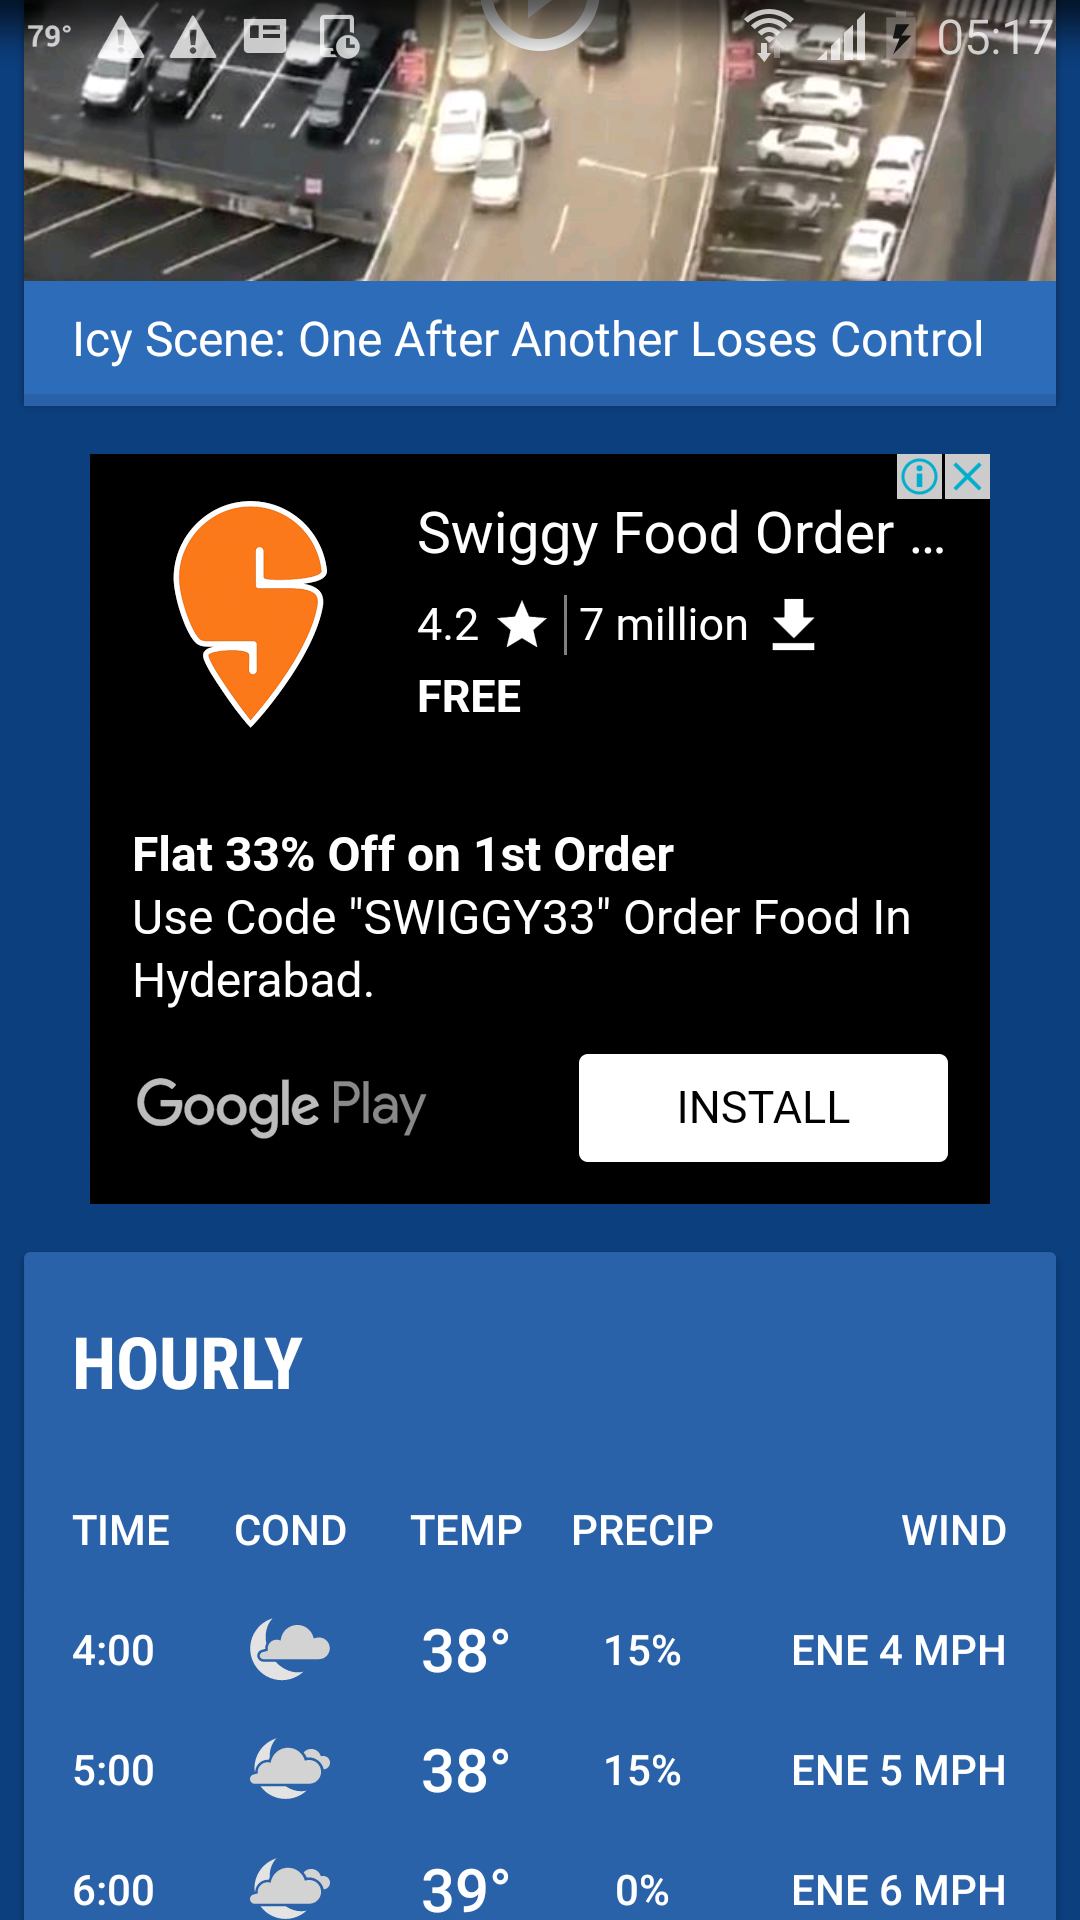 79° 05:17
Icy Scene: One After Another Loses Control
Swiggy Food Order ...
4.2 7 million
FREE
Flat 33% Off on 1st Order
Use Code "SWIGGY33" Order Food In
Hyderabad.
Google Play INSTALL
HOURLY
TIME COND TEMP PRECIP WIND
4:00 38° 15% ENE 4 MPH
5:00 38° 15% ENE 5 MPH
6:00 39° 0% ENE 6 MPH